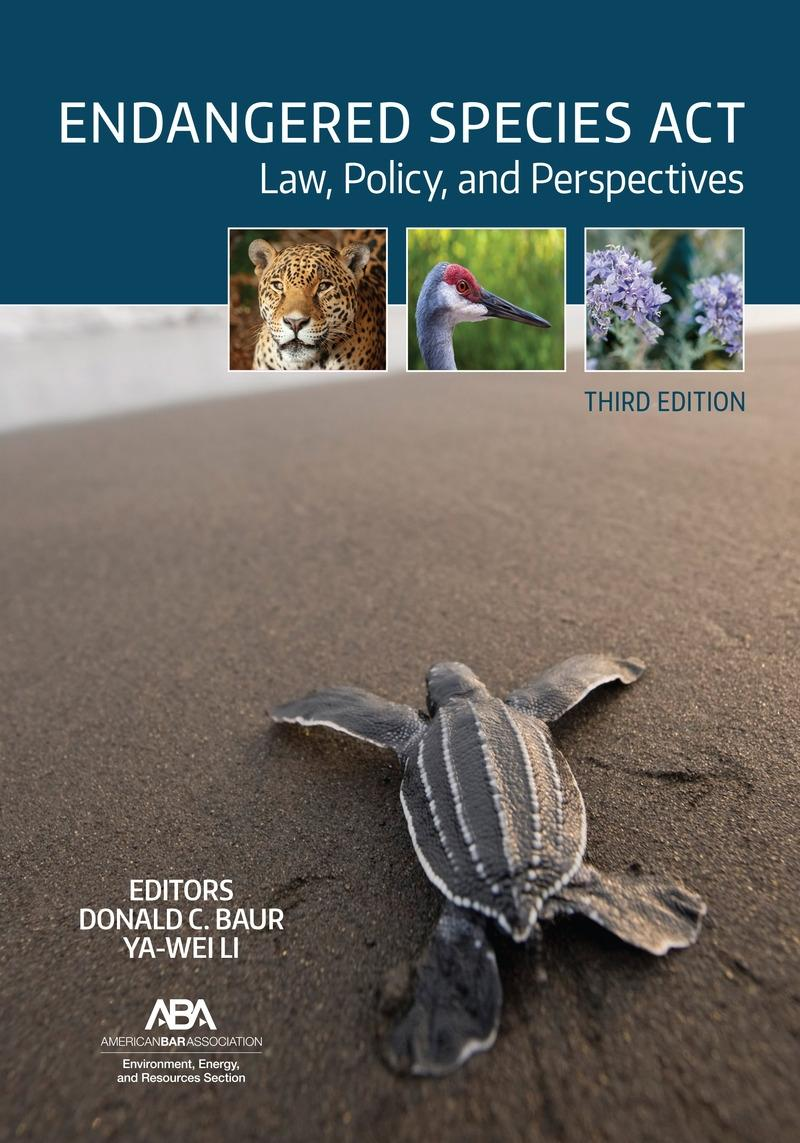 ENDANGERED SPECIES ACT
Law, Policy, and Perspectives
THIRD EDITION
EDITORS
DONALD C. BAUR
YA-WEI LI
ABA
AMERICANBARASSOCIATION
Environment, Energy,
and Resources Section